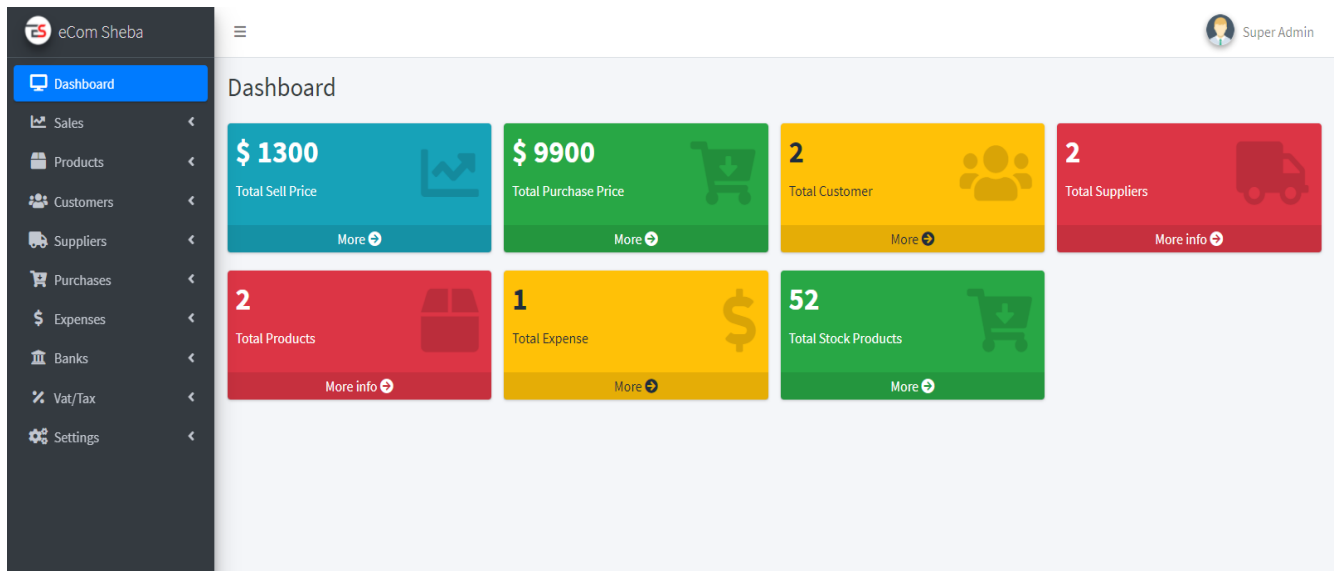 ES eCom Sheba
Super Admin
Dashboard
Sales
Products
Customers
Suppliers
Purchases
Expenses
Banks
Vat/Tax
Settings
Dashboard
$ 1300
Total Sell Price
More
$ 9900
Total Purchase Price
More
2
Total Customer
More
2
Total Suppliers
More info
2
Total Products
More info
1
Total Expense
More
52
Total Stock Products
More